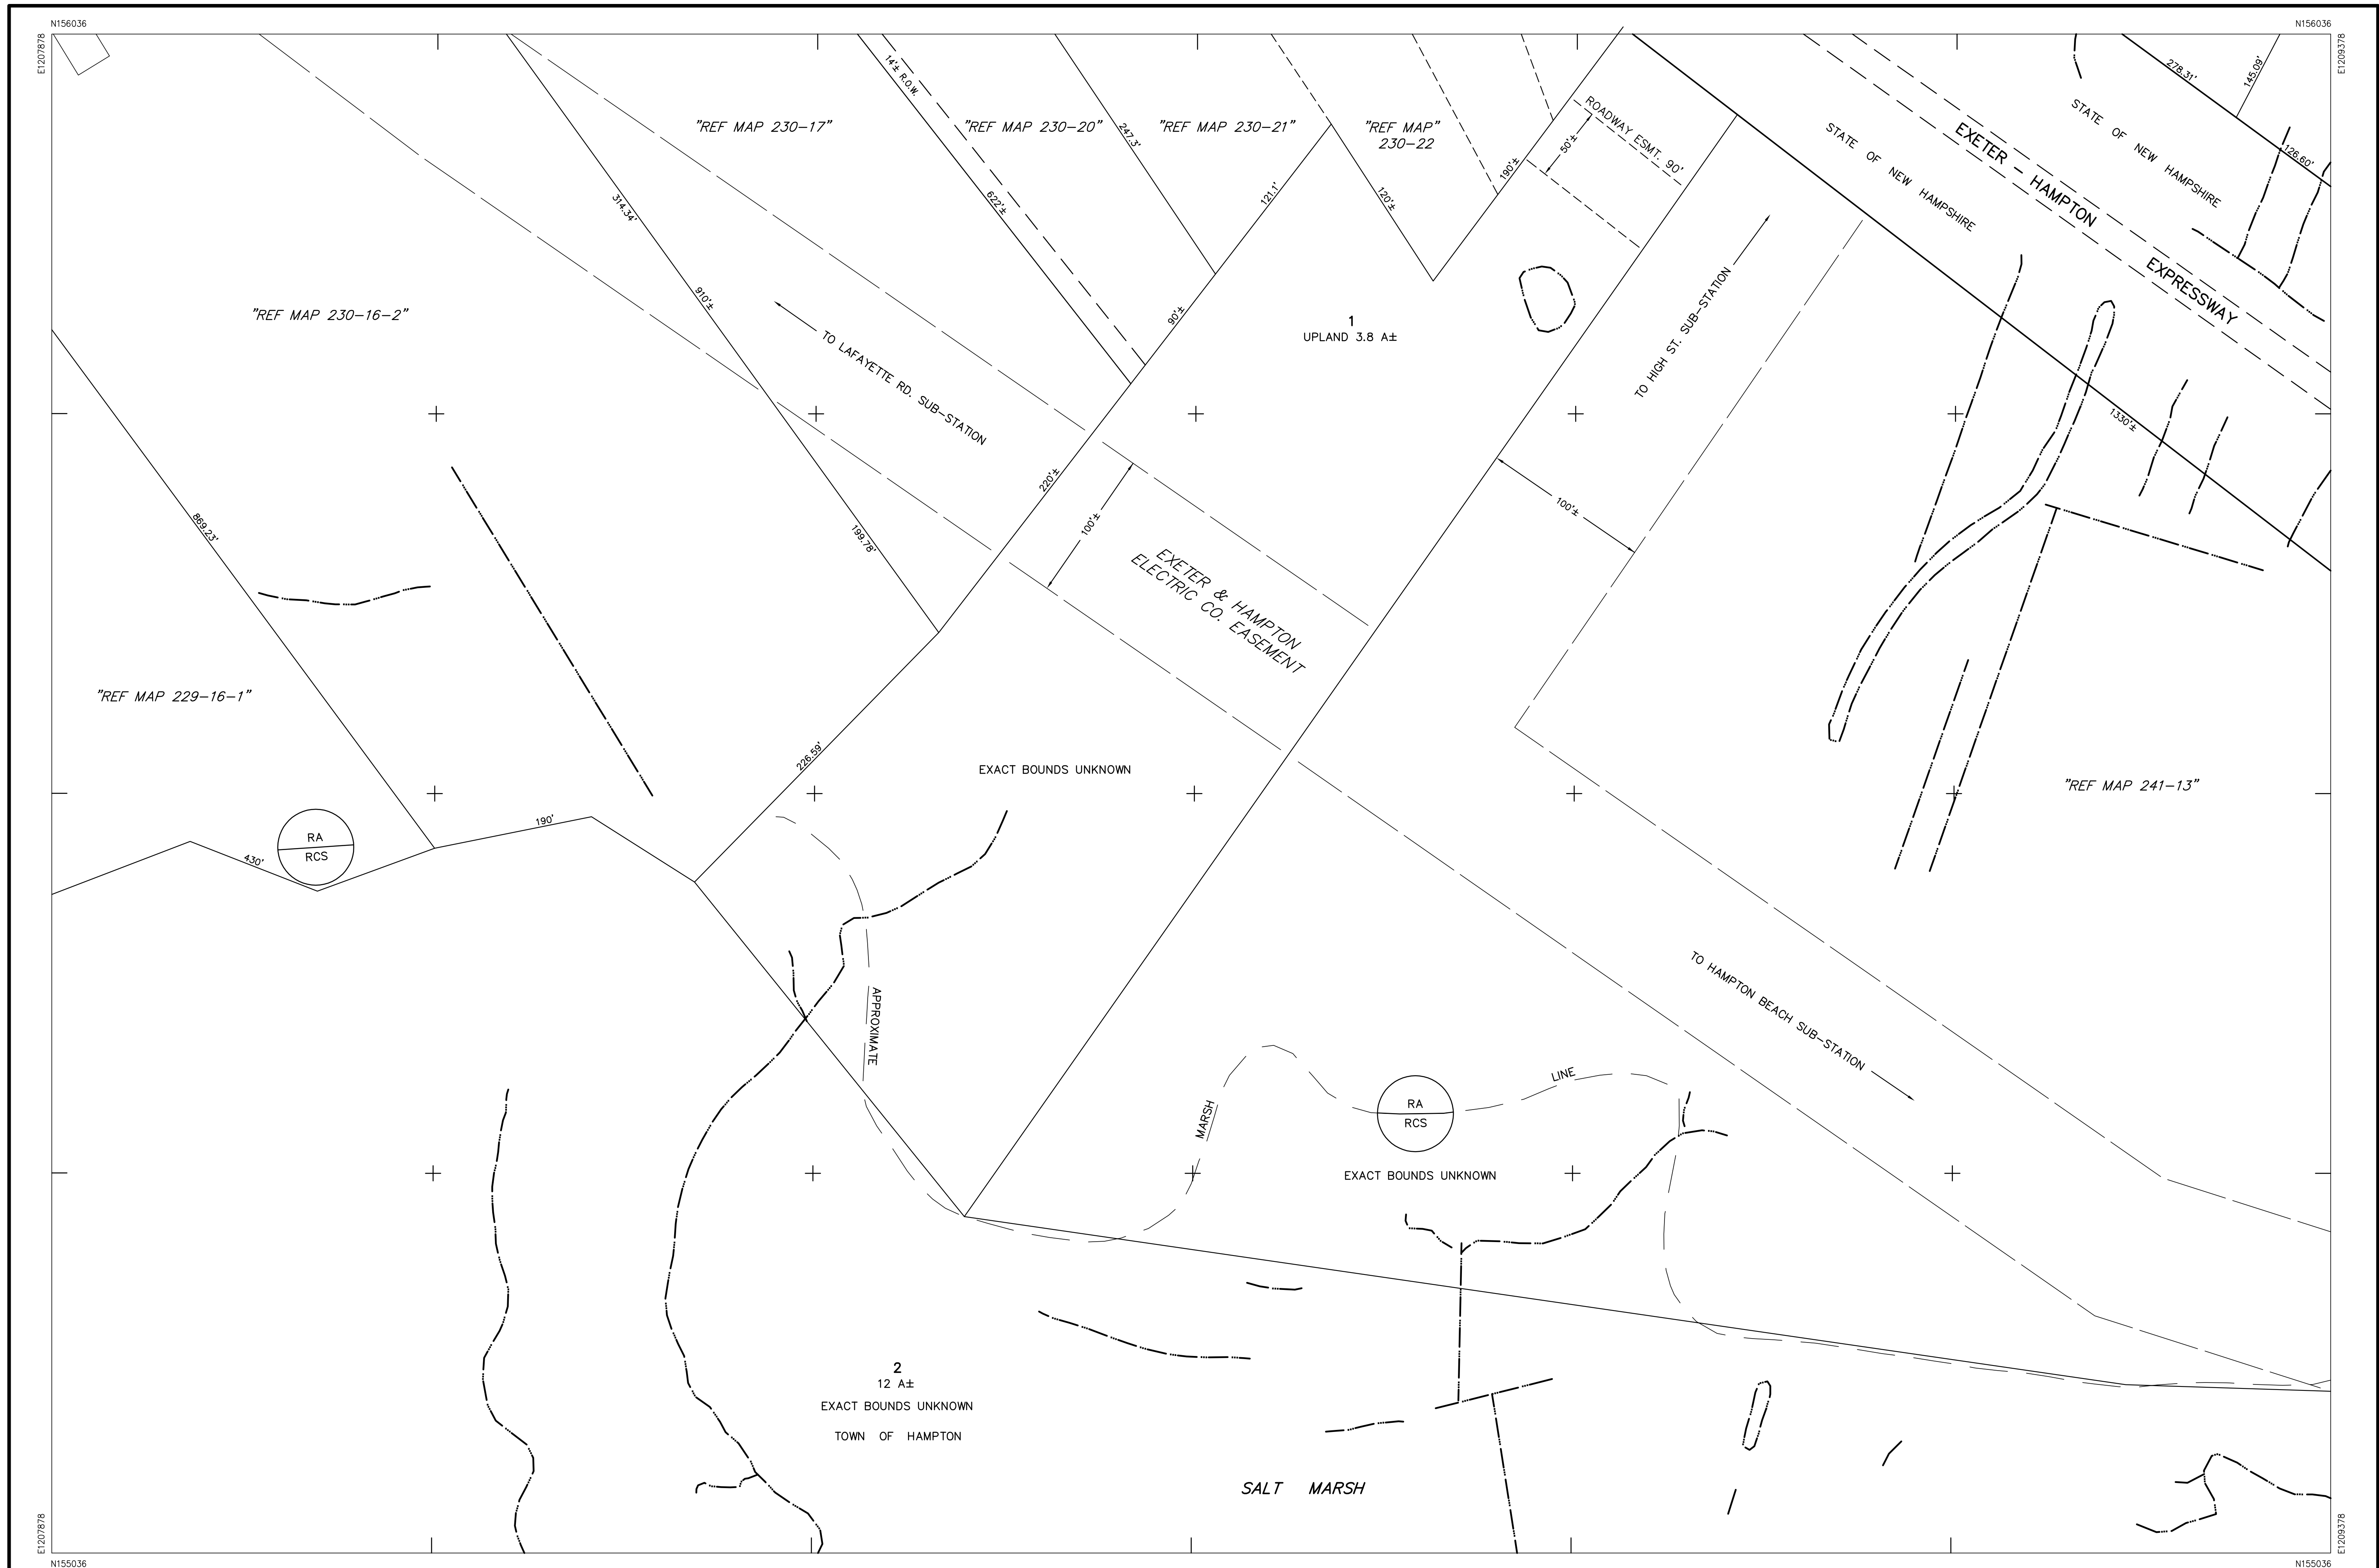 N156036
N156036
E1207878
E1209378
14'± R.O.W.
278.31'
145.09'
"REF MAP 230-17"
"REF MAP 230-20"
247.3'
"REF MAP 230-21"
"REF MAP"
230-22
ROADWAY ESMT. 90'
50'±
STATE OF NEW HAMPSHIRE
EXETER - HAMPTON
EXPRESSWAY
STATE OF NEW HAMPSHIRE
126.60'
314.34'
622'±
121.1'
120'±
190'±
910'±
90'±
"REF MAP 230-16-2"
TO LAFAYETTE RD. SUB-STATION
1
UPLAND 3.8 A±
TO HIGH ST. SUB-STATION
1330'±
869.23'
199.78'
220'±
100'±
100'±
EXETER & HAMPTON
ELECTRIC CO. EASEMENT
"REF MAP 229-16-1"
226.59'
EXACT BOUNDS UNKNOWN
"REF MAP 241-13"
190'
RA
RCS
430'
APPROXIMATE
TO HAMPTON BEACH SUB-STATION
MARSH
LINE
RA
RCS
EXACT BOUNDS UNKNOWN
2
12 A±
EXACT BOUNDS UNKNOWN
TOWN OF HAMPTON
SALT MARSH
E1207878
E1209378
N155036
N155036